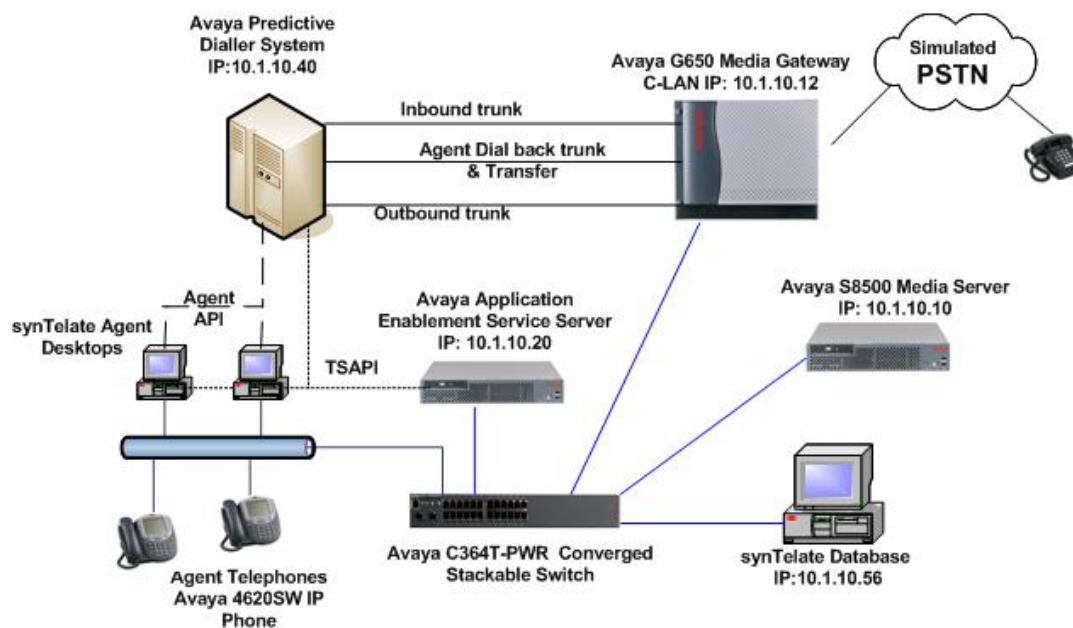 Avaya Predictive
Dialler System
IP:10.1.10.40
Avaya G650 Media Gateway
C-LAN IP: 10.1.10.12
Simulated
PSTN
Inbound trunk
Agent Dial back trunk
& Transfer
Outbound trunk
Agent
API
synTelate Agent
Desktops
Avaya Application
Enablement Service Server
IP: 10.1.10.20
Avaya S8500 Media Server
IP: 10.1.10.10
TSAPI
Avaya C364T-PWR Converged
Stackable Switch
synTelate Database
IP:10.1.10.56
Agent Telephones
Avaya 4620SW IP
Phone